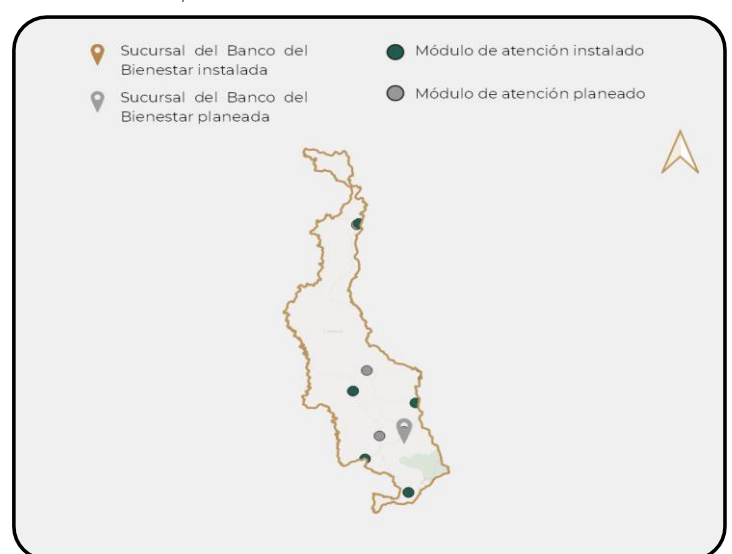 Sucursal del Banco del
Bienestar instalada
Sucursal del Banco del
Bienestar planeada
Módulo de atención instalado
Módulo de atención planeado